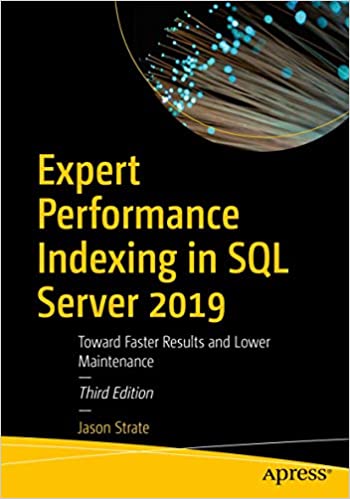 Expert
Performance
Indexing in SQL
Server 2019
Toward Faster Results and Lower
Maintenance
—
Third Edition
—
Jason Strate
Apress®